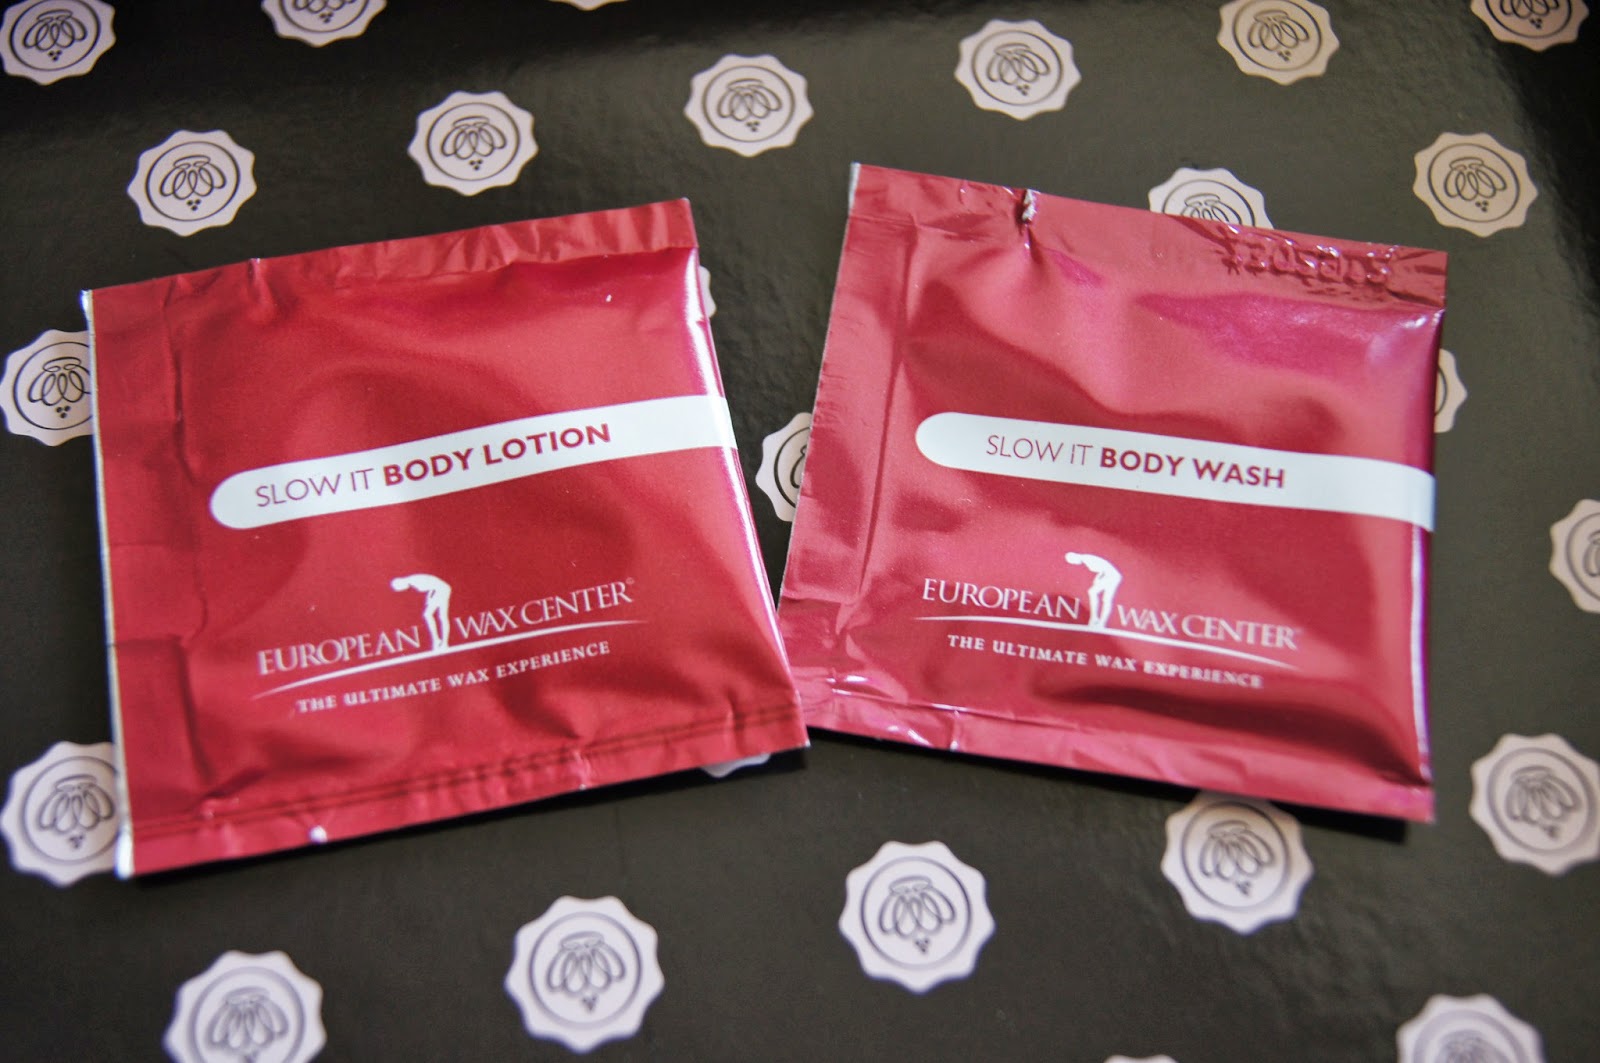 SLOW IT BODY LOTION
EUROPEAN WAX CENTER©
THE ULTIMATE WAX EXPERIENCE
SLOW IT BODY WASH
EUROPEAN WAX CENTER
THE ULTIMATE WAX EXPERIENCE